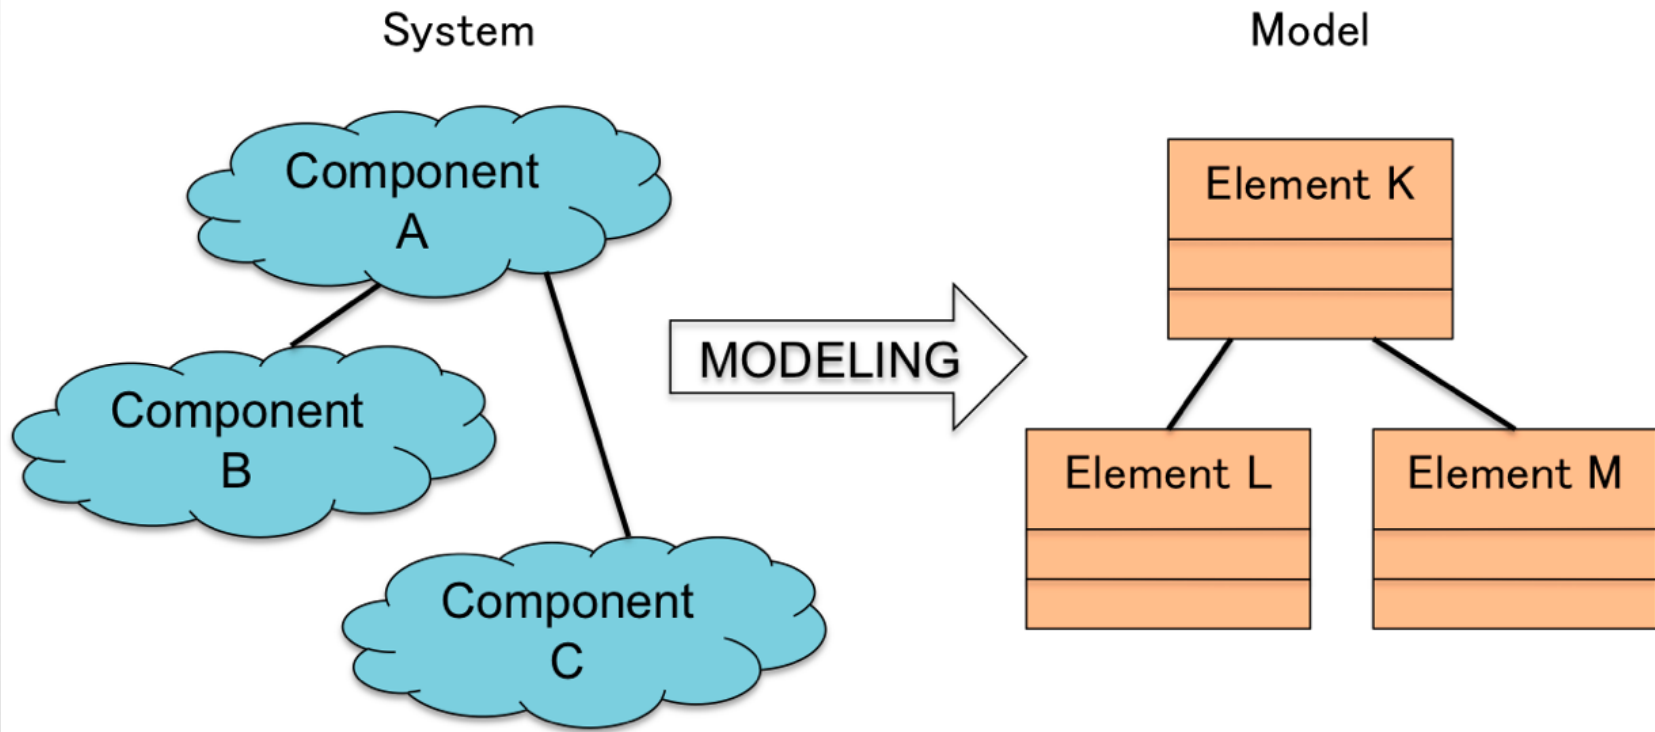 System
Component
A
Component
B
Component
C
MODELING
Model
Element K
Element L
Element M